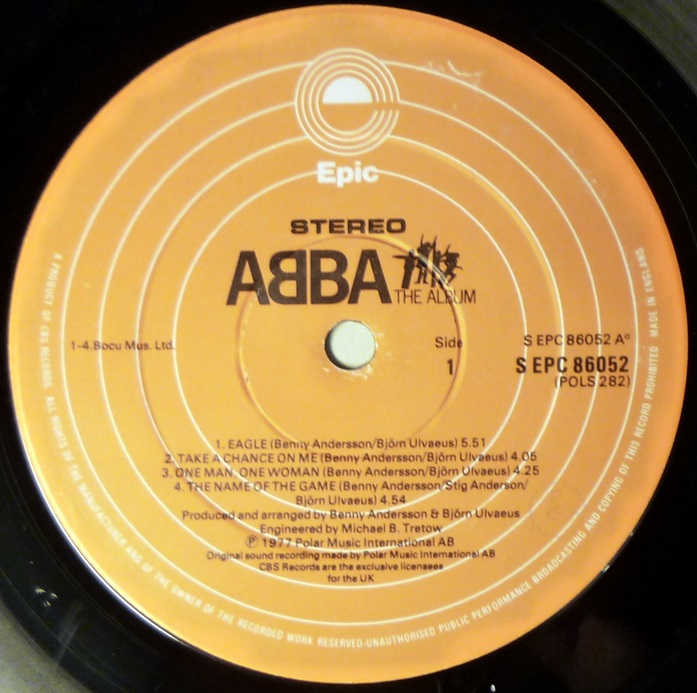 Epic
STEREO
ABBA
THE ALBUM
1-4.Bocu Mus. Ltd.
Side
1
S EPC 86052 A°
S EPC 86052
(POLS 282)
1. EAGLE (Benny Andersson/Björn Ulvaeus) 5.51
2. TAKE A CHANCE ON ME (Benny Andersson/Björn Ulvaeus) 4.05
3. ONE MAN, ONE WOMAN (Benny Andersson/Björn Ulvaeus) 4.25
4. THE NAME OF THE GAME (Benny Andersson/Stig Anderson/
Björn Ulvaeus) 4.54
Produced and arranged by Benny Andersson & Björn Ulvaeus
Engineered by Michael B. Tretow
℗ 1977 Polar Music International AB
Original sound recording made by Polar Music International AB
CBS Records are the exclusive licensees
for the UK
A PRODUCT OF CBS RECORDS. ALL RIGHTS OF THE MANUFACTURER AND OF THE OWNER OF THE RECORDED WORK RESERVED-UNAUTHORISED PUBLIC PERFORMANCE BROADCASTING AND COPYING OF THIS RECORD PROHIBITED MADE IN ENGLAND